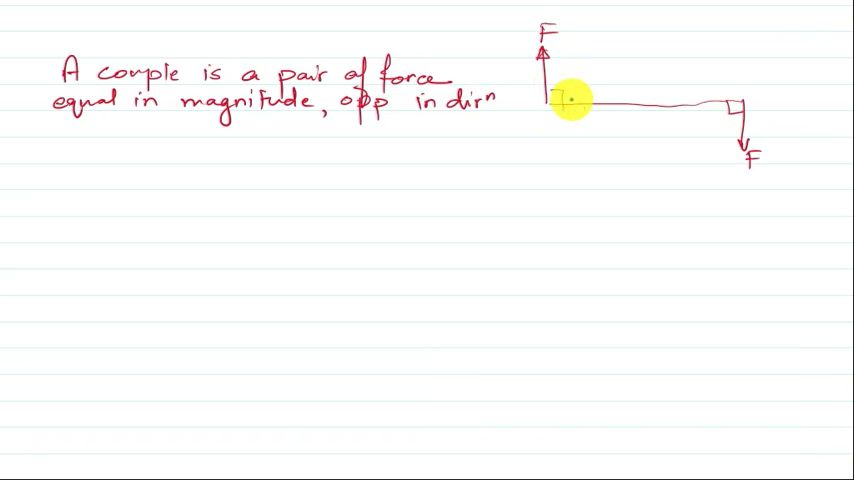 F
A couple is a pair of force
equal in magnitude, opp in dirⁿ
F